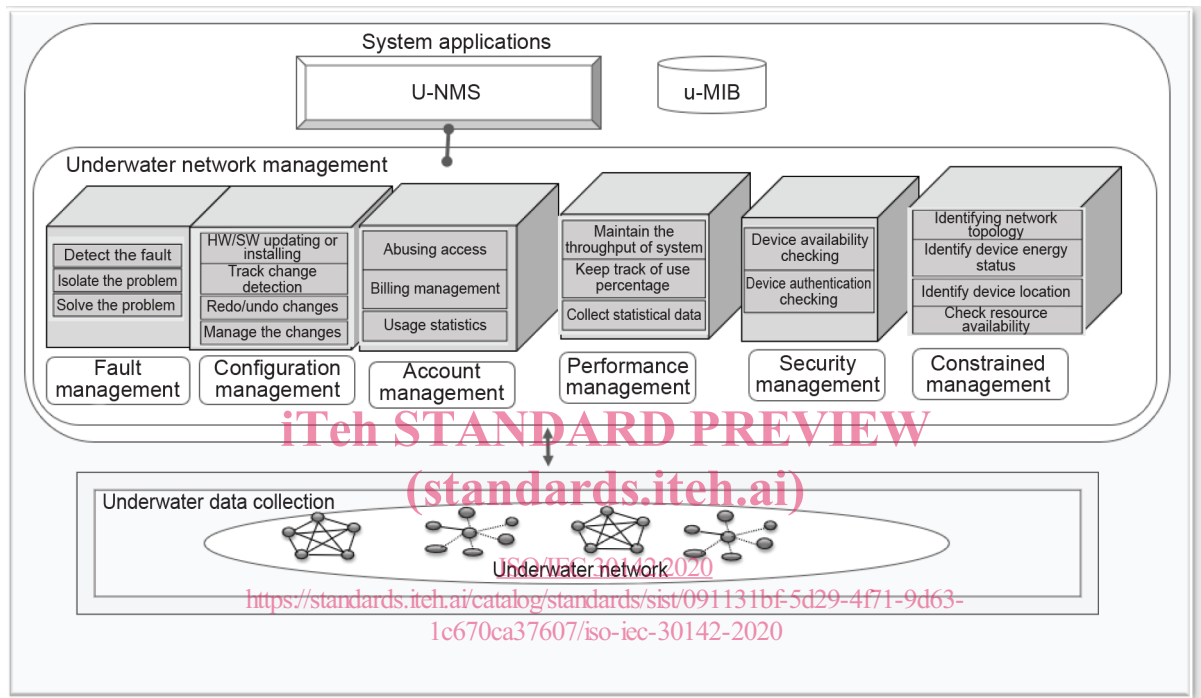 System applications
U-NMS
u-MIB
Underwater network management
Detect the fault
Isolate the problem
Solve the problem
Fault
management
HW/SW updating or
installing
Track change
detection
Redo/undo changes
Manage the changes
Configuration
management
Abusing access
Billing management
Usage statistics
Account
management
Maintain the
throughput of system
Keep track of use
percentage
Collect statistical data
Performance
management
Device availability
checking
Device authentication
checking
Security
management
Identifying network
topology
Identify device energy
status
Identify device location
Check resource
availability
Constrained
management
iTeh STANDARD PREVIEW
(standards.iteh.ai)
Underwater data collection
Underwater network
ISO/IEC 30142:2020
https://standards.iteh.ai/catalog/standards/sist/091131bf-5d29-4f71-9d63-
1c670ca37607/iso-iec-30142-2020